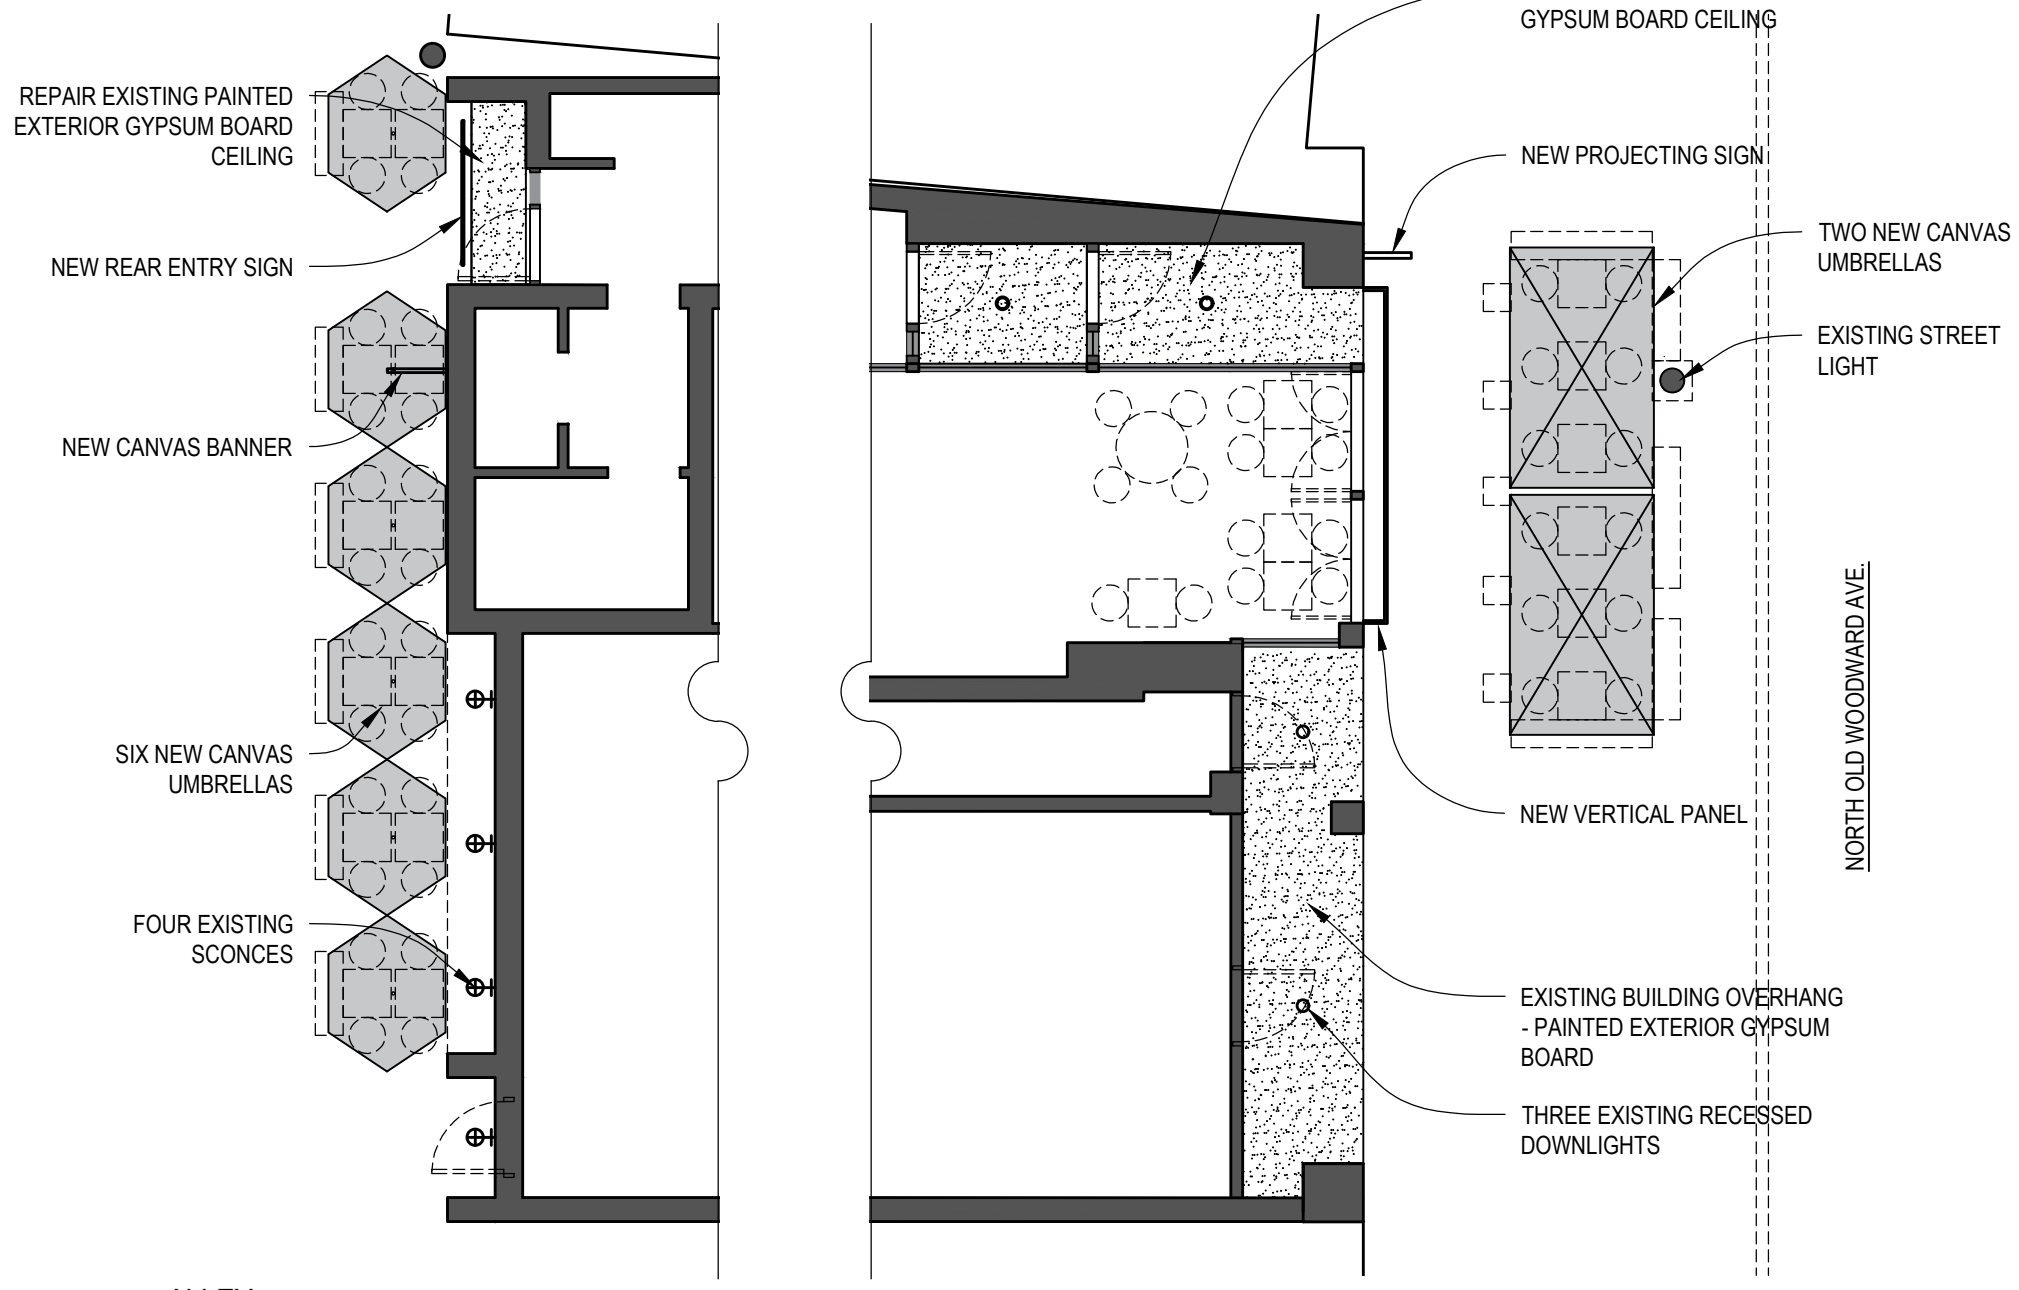 GYPSUM BOARD CEILING
REPAIR EXISTING PAINTED
EXTERIOR GYPSUM BOARD
CEILING
NEW PROJECTING SIGN
TWO NEW CANVAS
UMBRELLAS
NEW REAR ENTRY SIGN
EXISTING STREET
LIGHT
NEW CANVAS BANNER
NORTH OLD WOODWARD AVE.
SIX NEW CANVAS
UMBRELLAS
NEW VERTICAL PANEL
FOUR EXISTING
SCONCES
EXISTING BUILDING OVERHANG
- PAINTED EXTERIOR GYPSUM
BOARD
THREE EXISTING RECESSED
DOWNLIGHTS